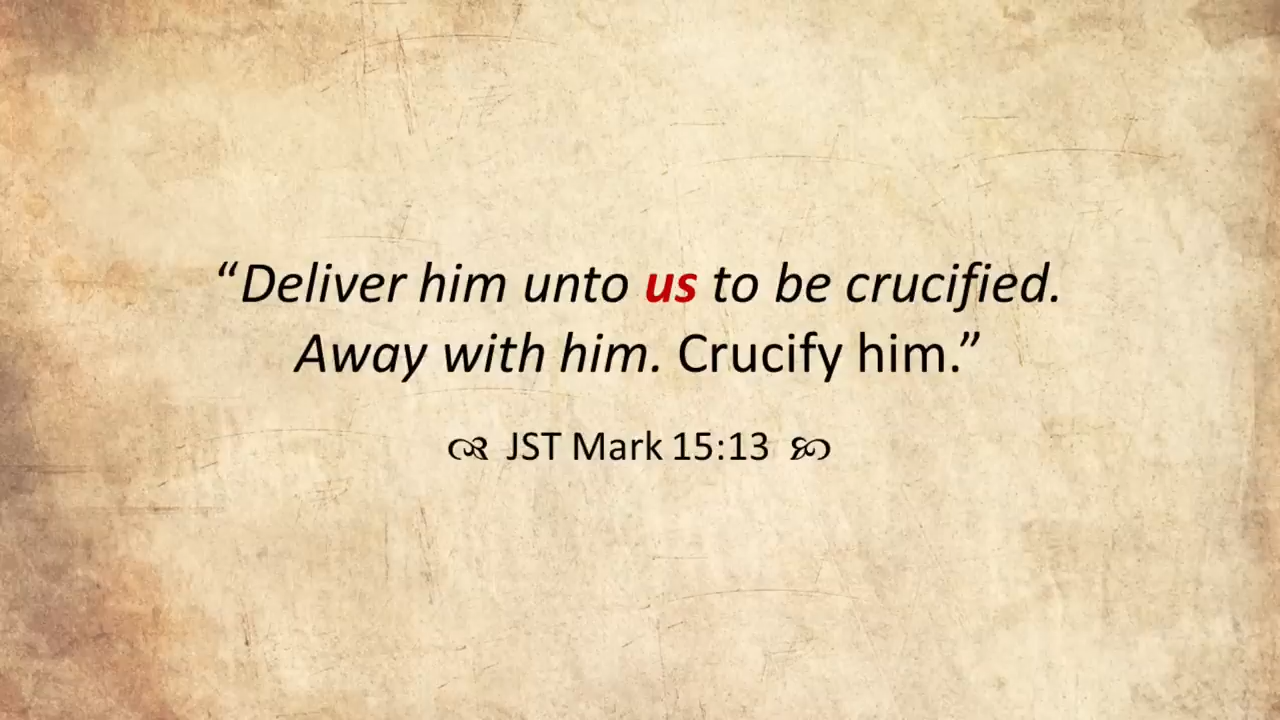 “Deliver him unto us to be crucified.
Away with him. Crucify him.”
JST Mark 15:13